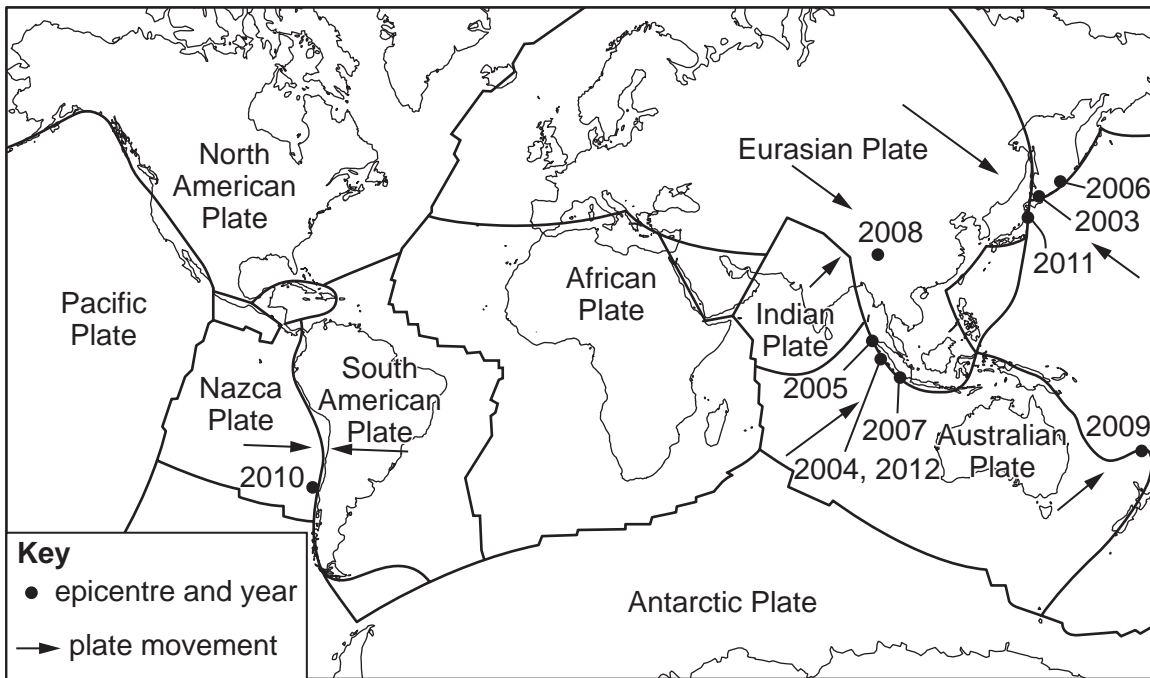 North
American
Plate
Eurasian Plate
2006
2003
2008
2011
Pacific
Plate
African
Plate
Indian
Plate
Nazca
Plate
South
American
Plate
2005
2007
2004, 2012
Australian
Plate
2009
2010
Key
epicentre and year
plate movement
Antarctic Plate